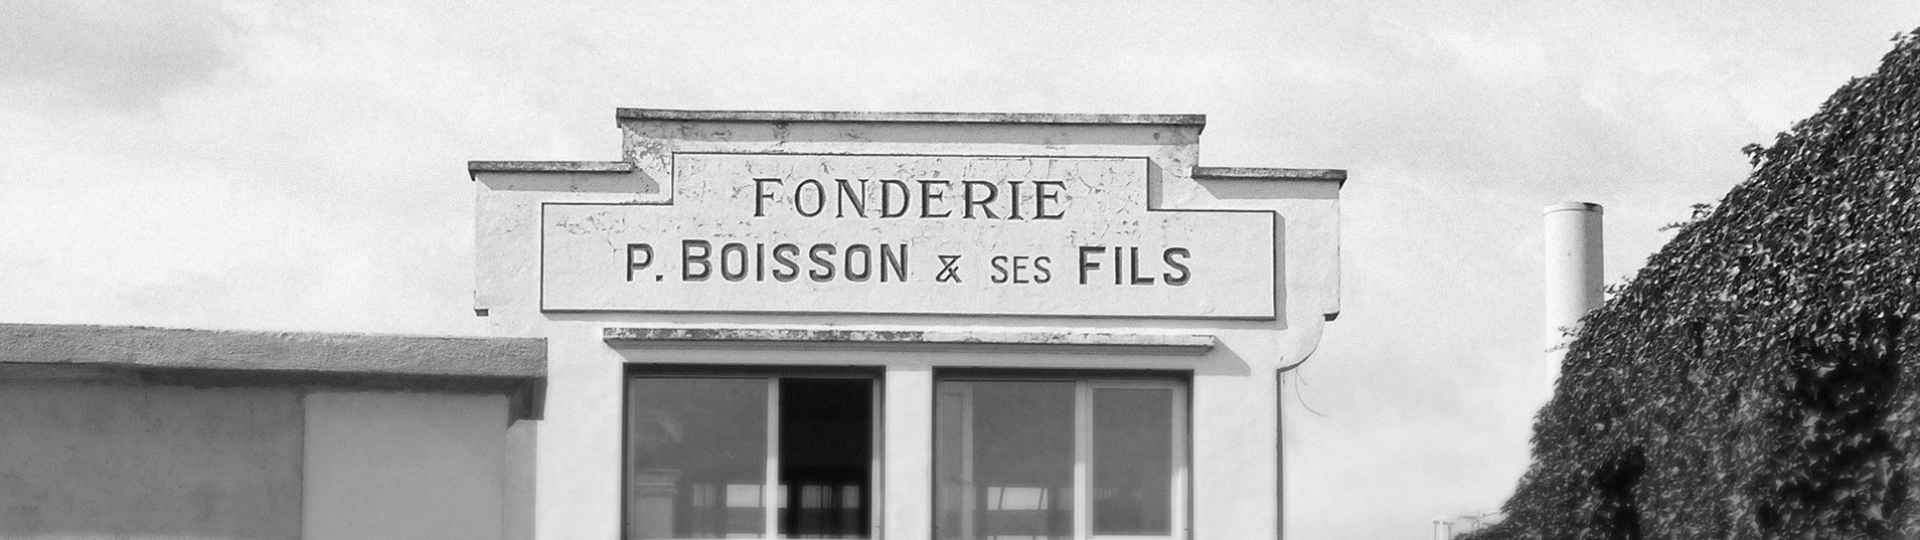 FONDERIE
P. BOISSON & SES FILS